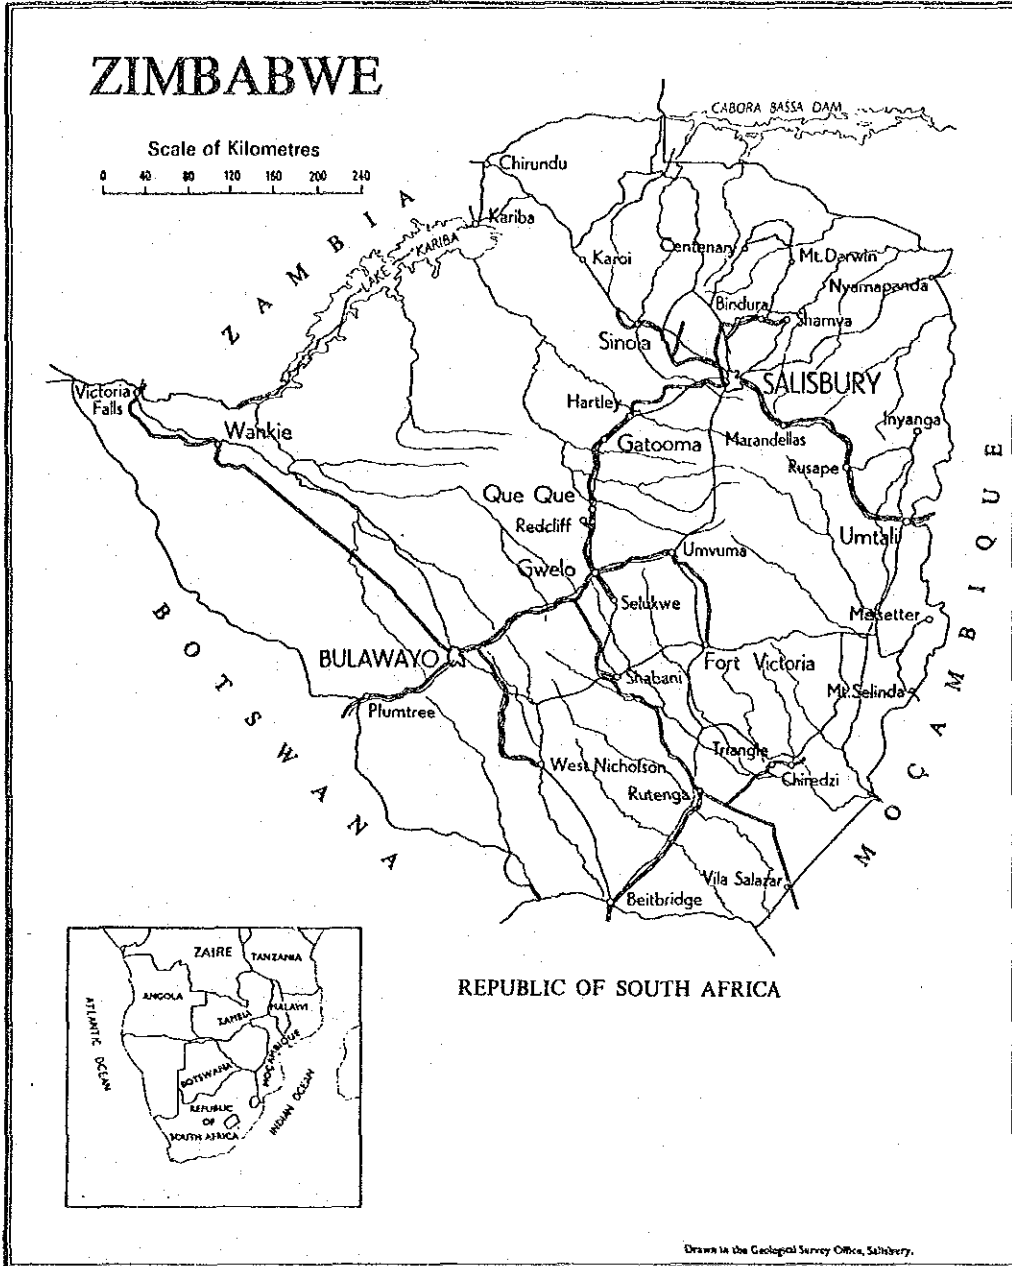 ZIMBABWE
Scale of Kilometres
0 40 80 120 160 200 240
CABORA BASSA DAM
Chirundu
Kariba
LAKE KARIBA
ZAMBIA
Karoi
Centenary
Mt. Darwin
Nyamapanda
Bindura
Shamva
Sinoia
SALISBURY
Victoria
Falls
Wankie
Hartley
Gatooma
Marandellas
Inyanga
Rusape
Que Que
Redcliff
Umtali
Gwelo
Umvuma
Selukwe
Melsetter
BULAWAYO
Fort Victoria
Shabani
Mt. Selinda
Plumtree
Triangle
Chiredzi
West Nicholson
Rutenga
Vila Salazar
Beitbridge
BOTSWANA
MOÇAMBIQUE
REPUBLIC OF SOUTH AFRICA
ZAIRE
TANZANIA
ANGOLA
MALAWI
ZAMBIA
MOÇAMBIQUE
BOTSWANA
REPUBLIC
OF
SOUTH AFRICA
ATLANTIC OCEAN
INDIAN OCEAN
Drawn in the Geological Survey Office, Salisbury.